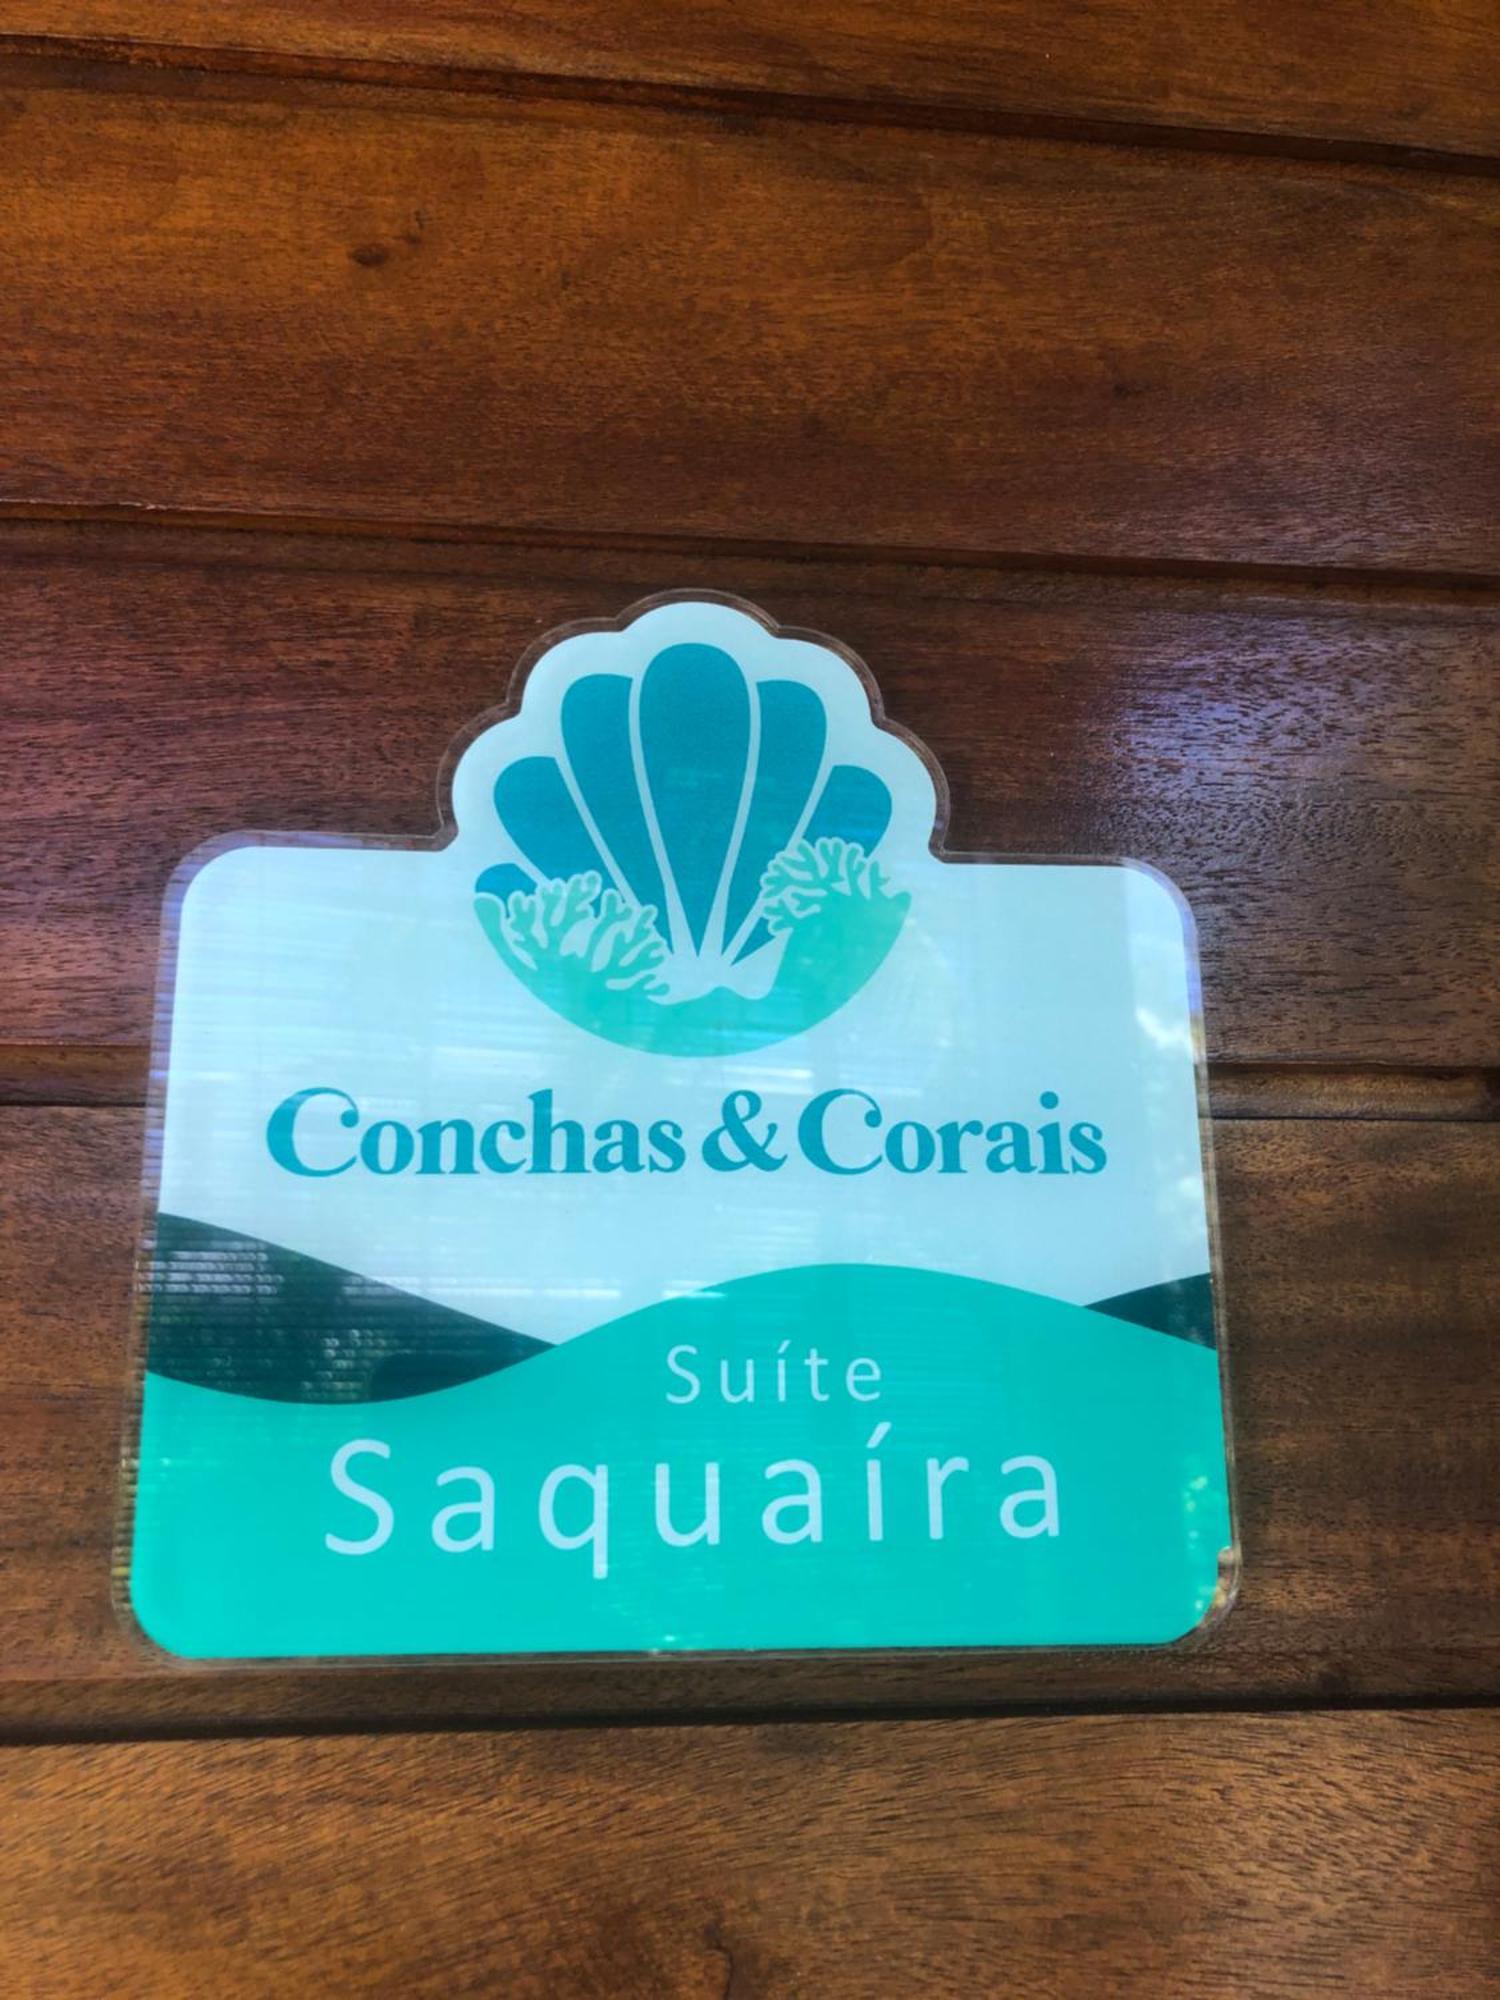 Conchas & Corais
Suíte
Saquaíra